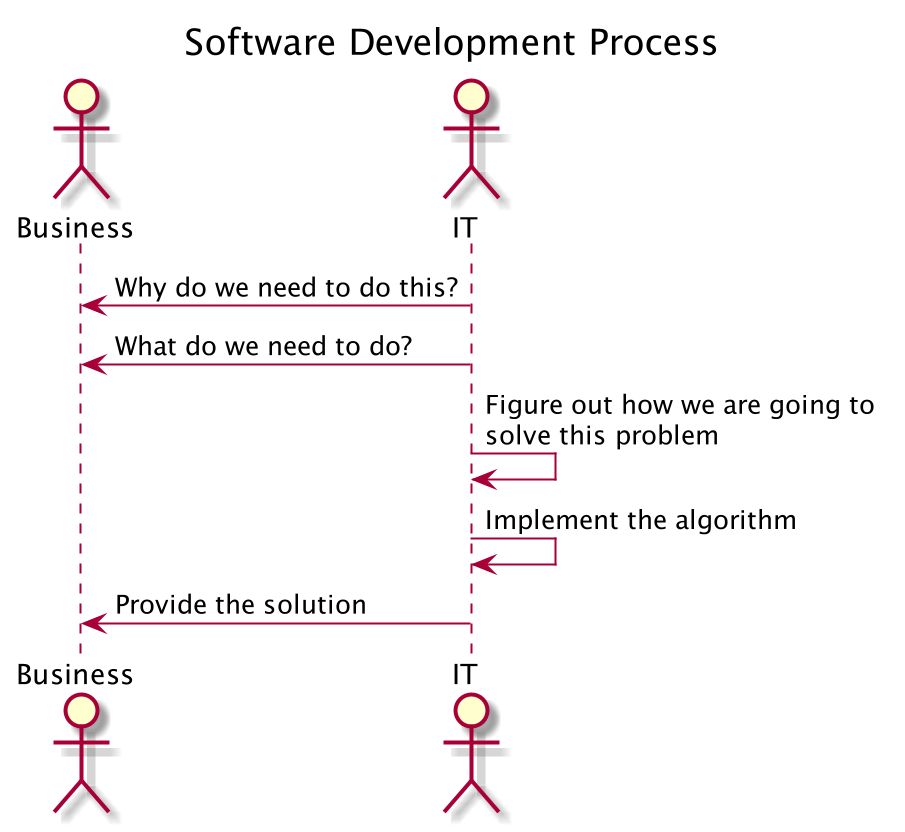 Software Development Process
Business
IT
Why do we need to do this?
What do we need to do?
Figure out how we are going to
solve this problem
Implement the algorithm
Provide the solution
Business
IT